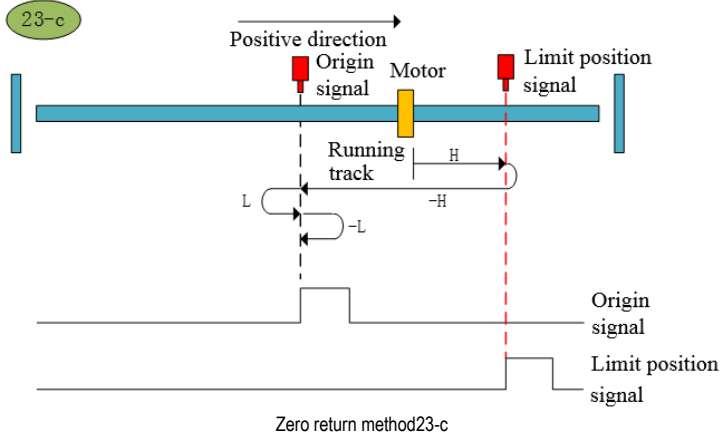 23-c
Positive direction
Origin
signal
Motor
Limit position
signal
Running
track
H
-H
L
-L
Origin
signal
Limit position
signal
Zero return method23-c